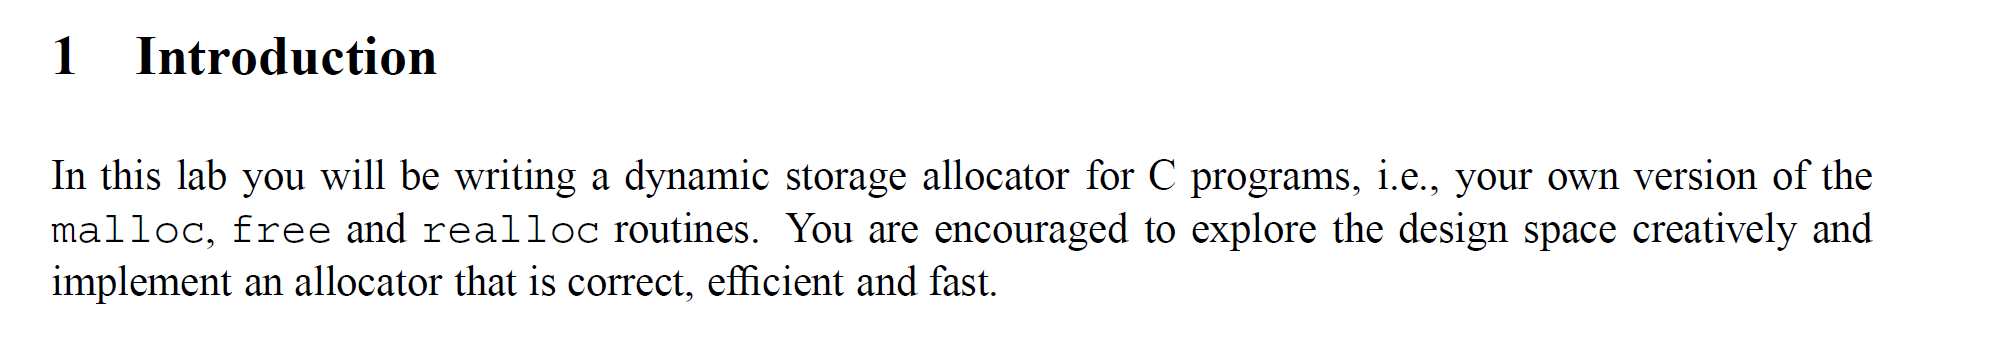 1 Introduction
In this lab you will be writing a dynamic storage allocator for C programs, i.e., your own version of the
malloc, free and realloc routines. You are encouraged to explore the design space creatively and
implement an allocator that is correct, efficient and fast.